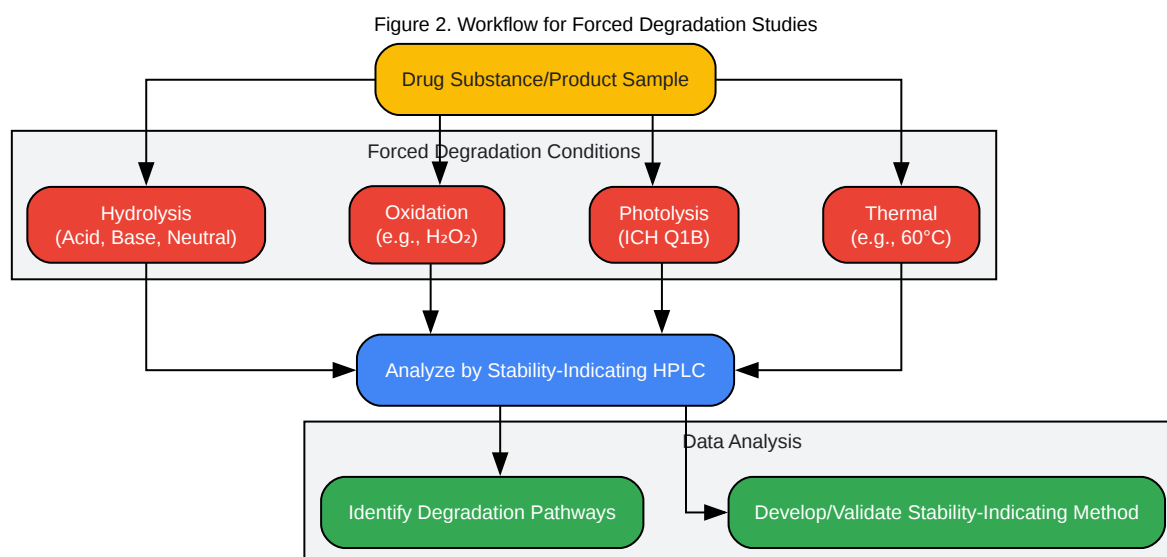 Figure 2. Workflow for Forced Degradation Studies
Drug Substance/Product Sample
Forced Degradation Conditions
Hydrolysis
(Acid, Base, Neutral)
Oxidation
(e.g., H₂O₂)
Photolysis
(ICH Q1B)
Thermal
(e.g., 60°C)
Analyze by Stability-Indicating HPLC
Data Analysis
Identify Degradation Pathways
Develop/Validate Stability-Indicating Method